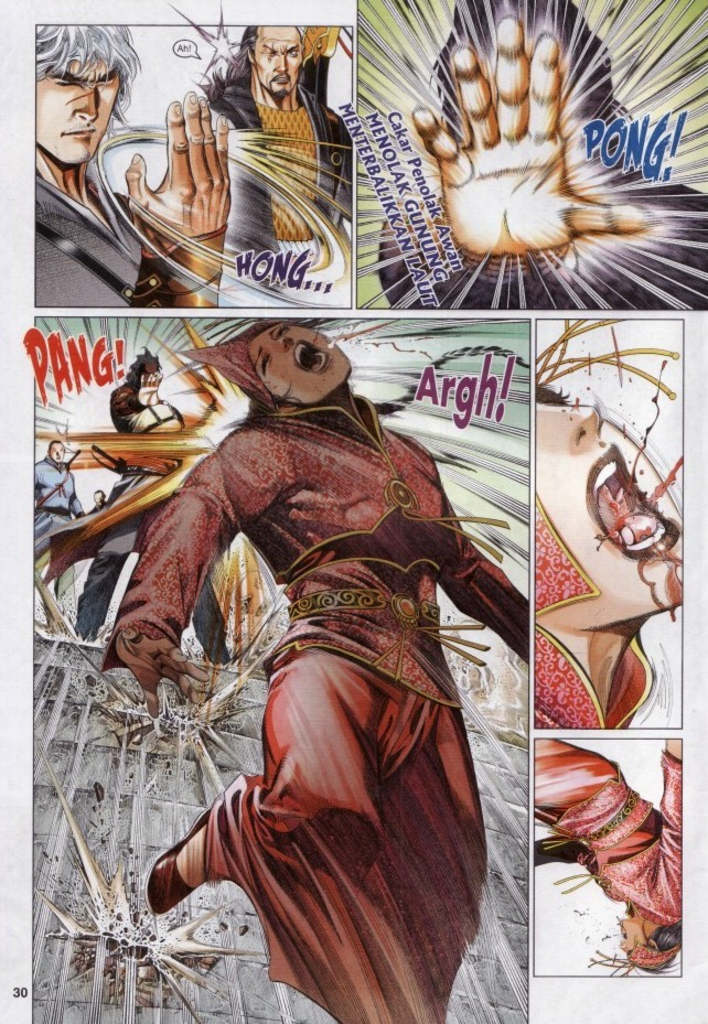 Ah!
HONG...
Cakar Penolak Awan
MENOLAK GUNUNG
MENTERBALIKKAN LAUT
PONG!
PANG!
Argh!
30